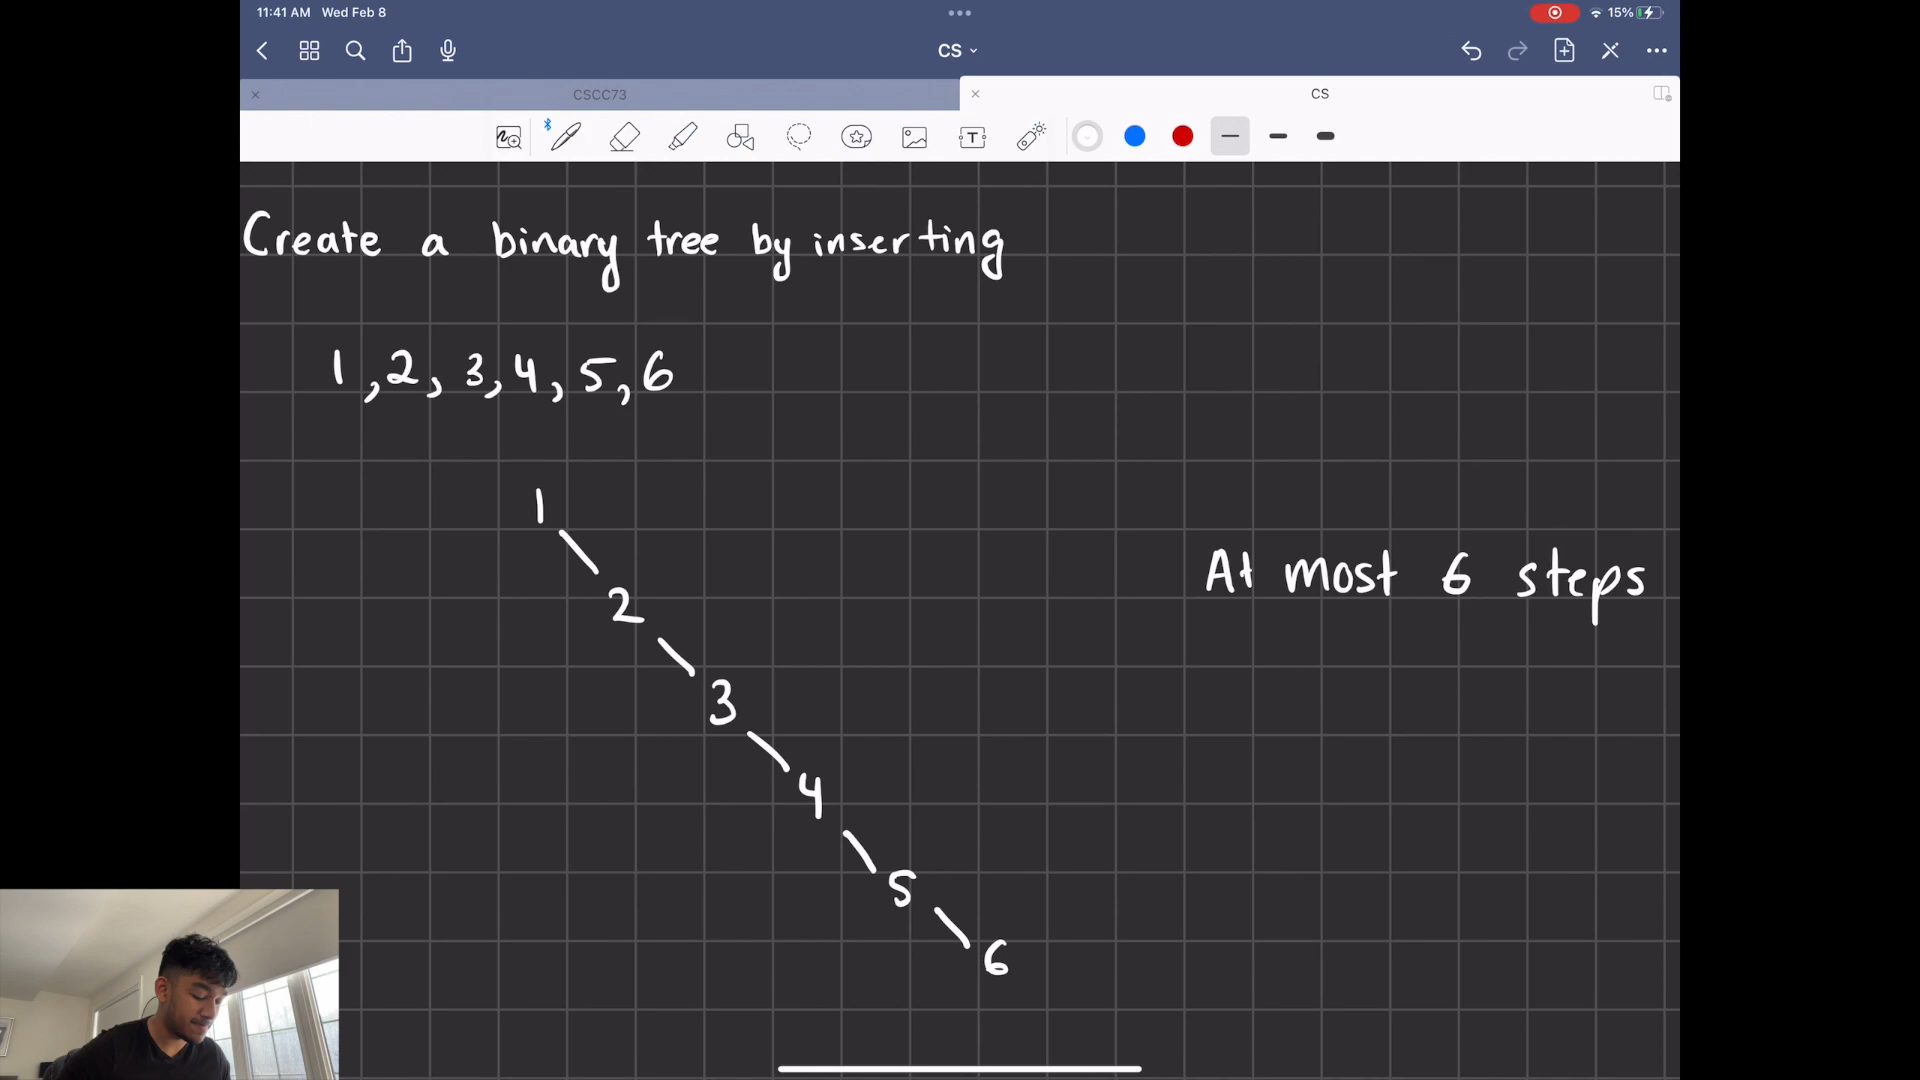 11:41 AM Wed Feb 8
15%
CS
CSCC73
CS
T
Create a binary tree by inserting
1, 2, 3, 4, 5, 6
1
2
At most 6 steps
3
4
5
6